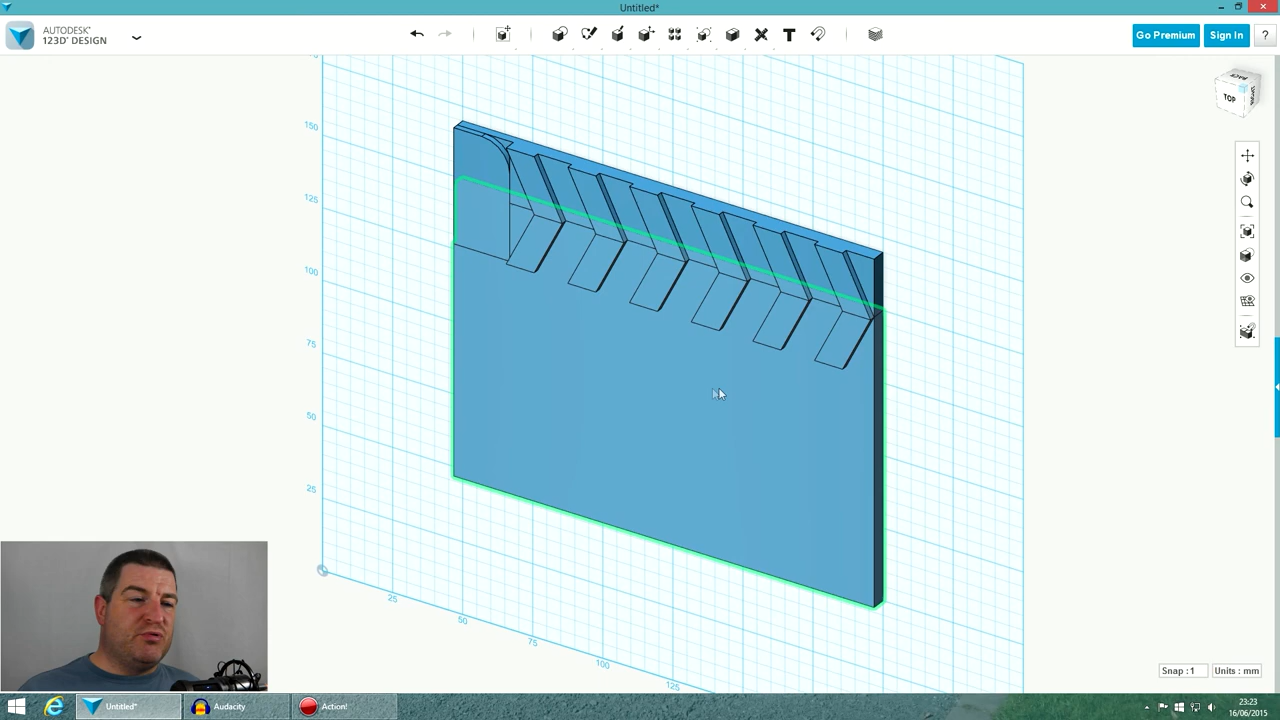 Untitled*
AUTODESK
123D® DESIGN
Go Premium
Sign In
?
T
BACK
TOP
150
125
100
75
50
25
25
50
75
100
125
Snap : 1
Units : mm
Untitled*
Audacity
Action!
23:23
16/06/2015